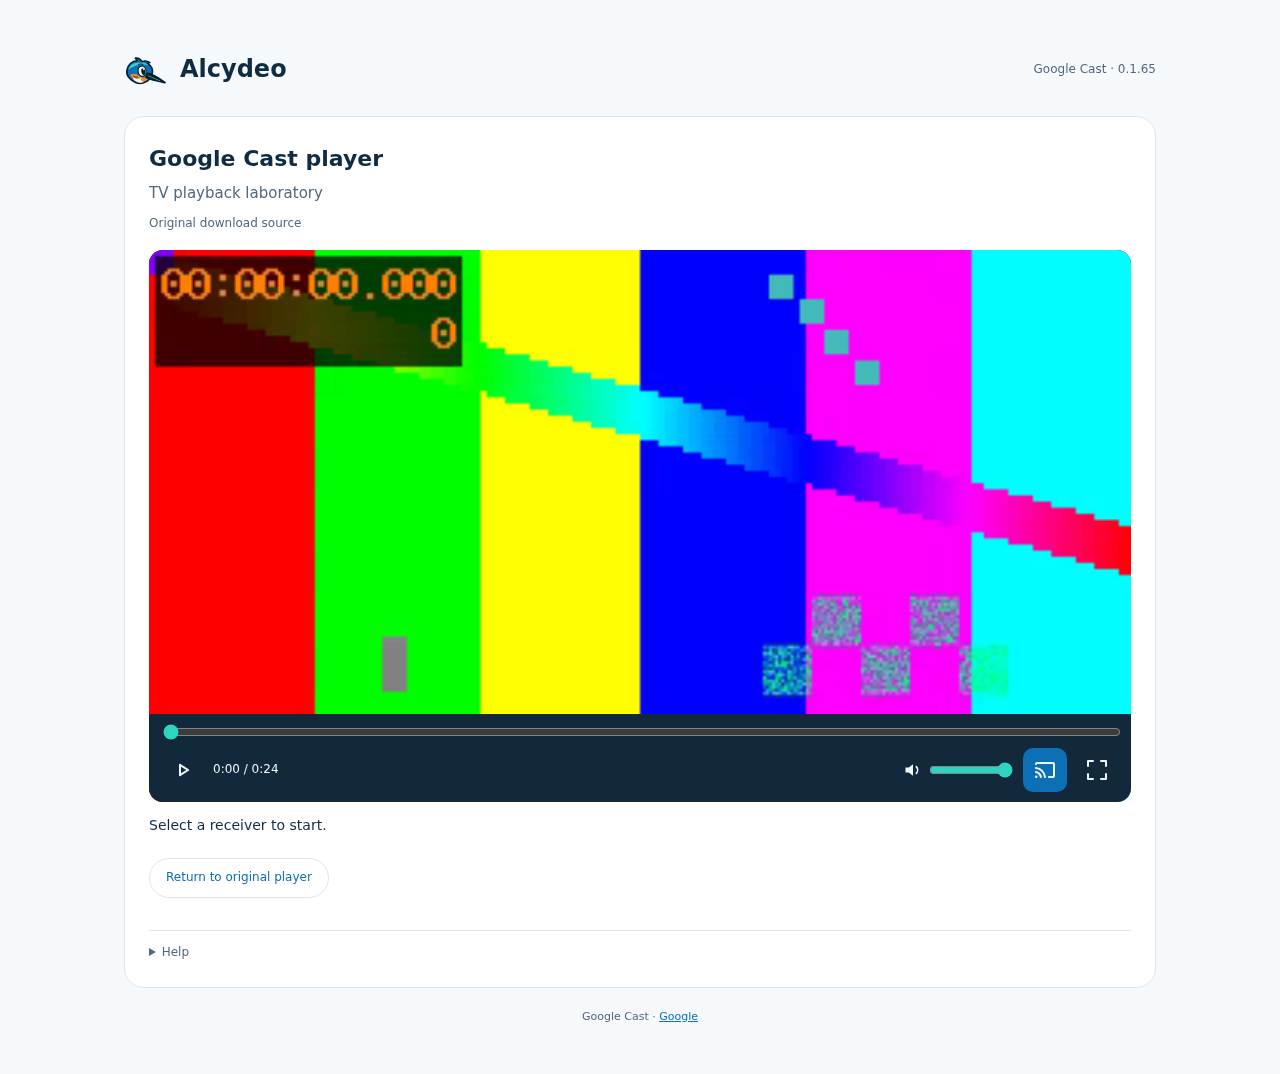 Alcydeo
Google Cast · 0.1.65
Google Cast player
TV playback laboratory
Original download source
00:00:00.000
0
0:00 / 0:24
Select a receiver to start.
Return to original player
Help
Google Cast · Google